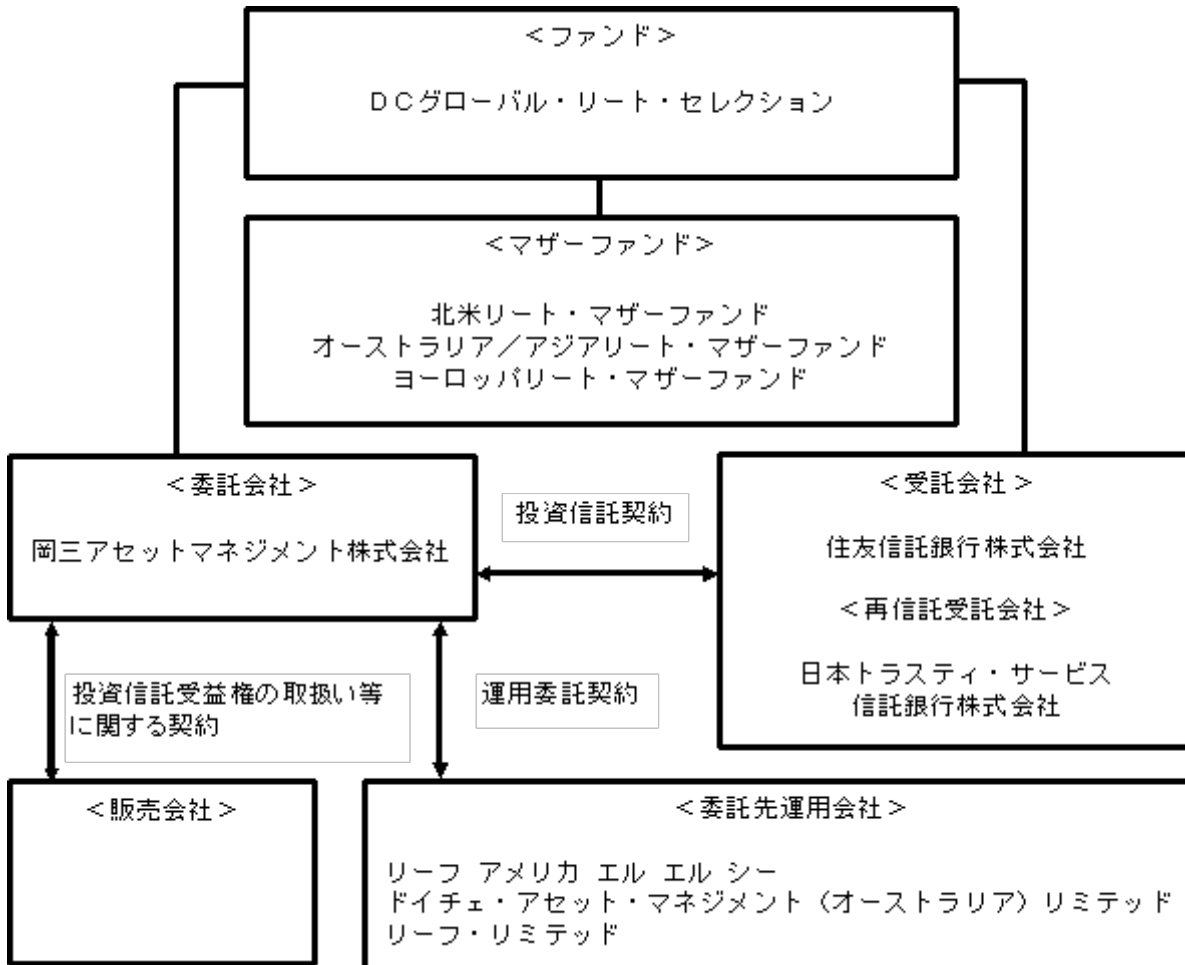 <ファンド>
DCグローバル・リート・セレクション
<マザーファンド>
北米リート・マザーファンド
オーストラリア/アジアリート・マザーファンド
ヨーロッパリート・マザーファンド
<委託会社>
岡三アセットマネジメント株式会社
投資信託契約
<受託会社>
住友信託銀行株式会社
<再信託受託会社>
日本トラスティ・サービス
信託銀行株式会社
投資信託受益権の取扱い等
に関する契約
運用委託契約
<販売会社>
<委託先運用会社>
リーフ アメリカ エル エル シー
ドイチェ・アセット・マネジメント(オーストラリア)リミテッド
リーフ・リミテッド